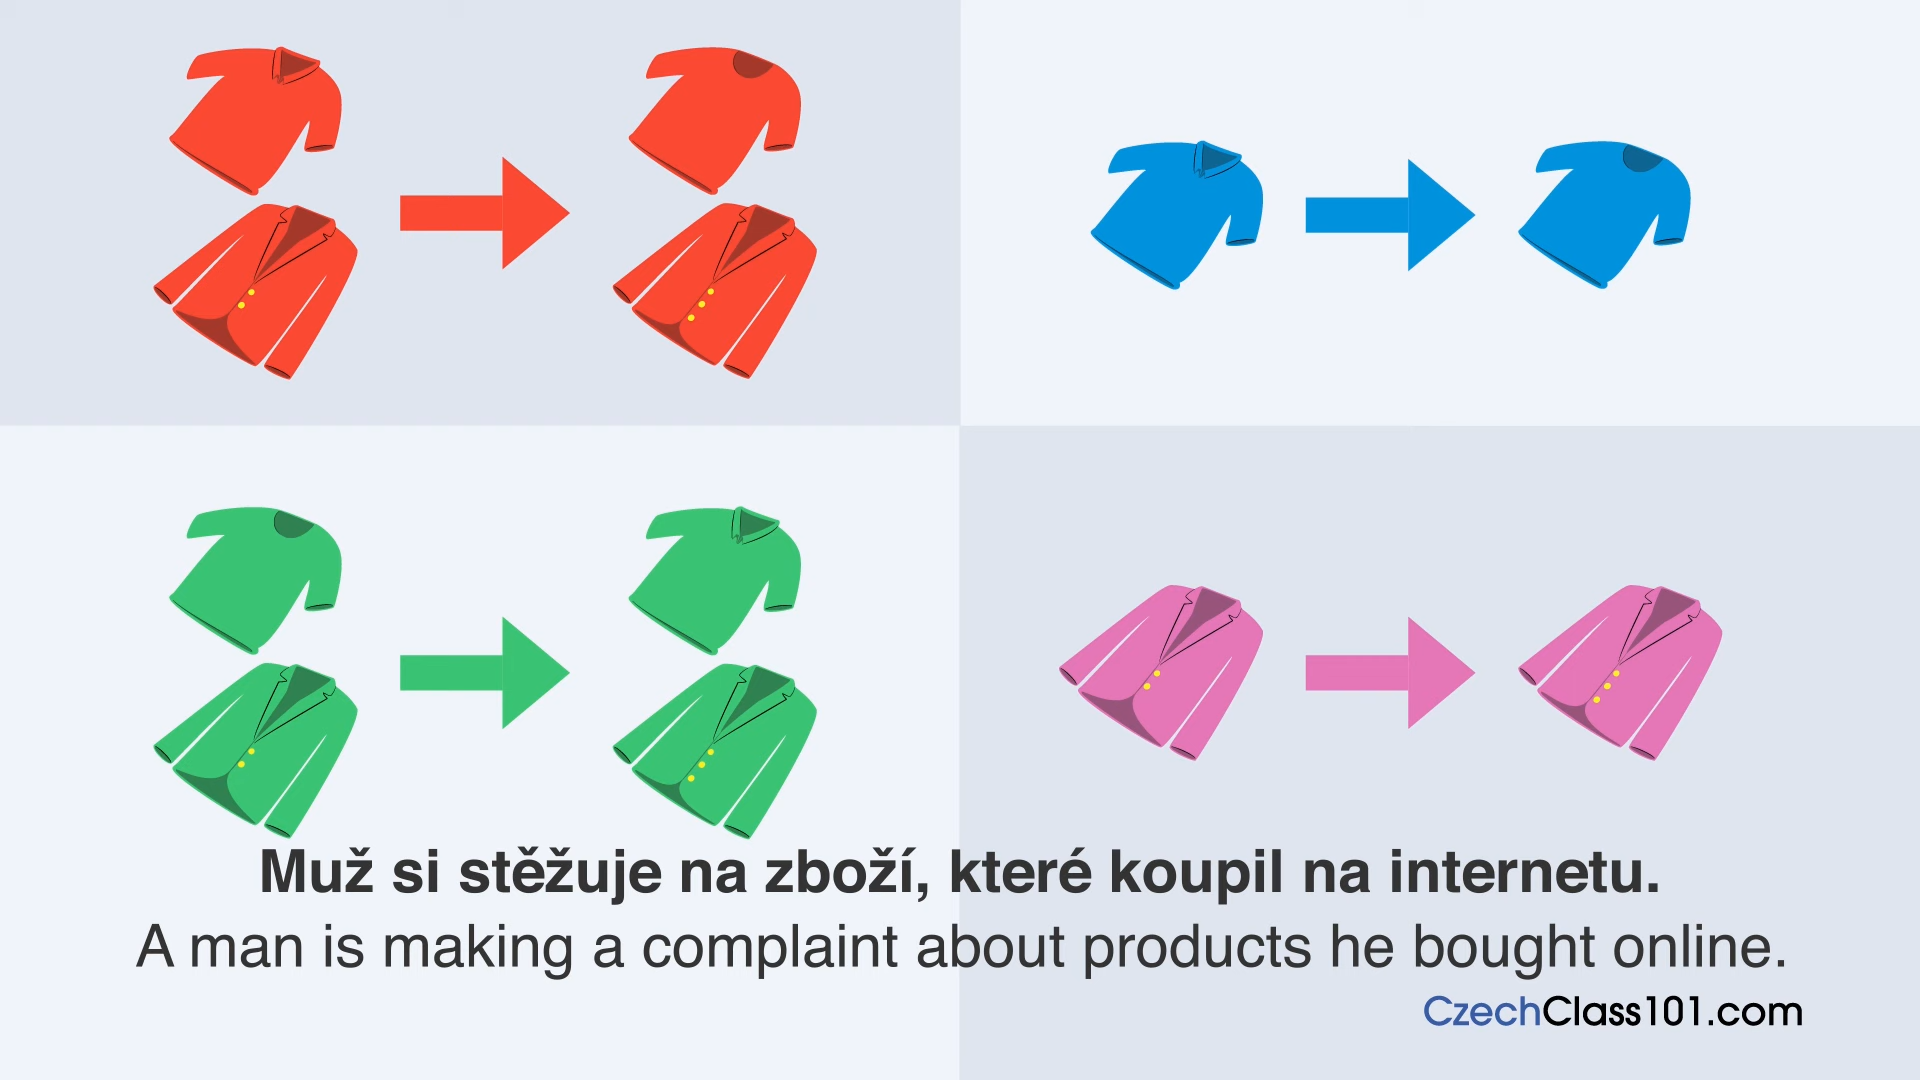 Muž si stěžuje na zboží, které koupil na internetu.
A man is making a complaint about products he bought online.
CzechClass101.com